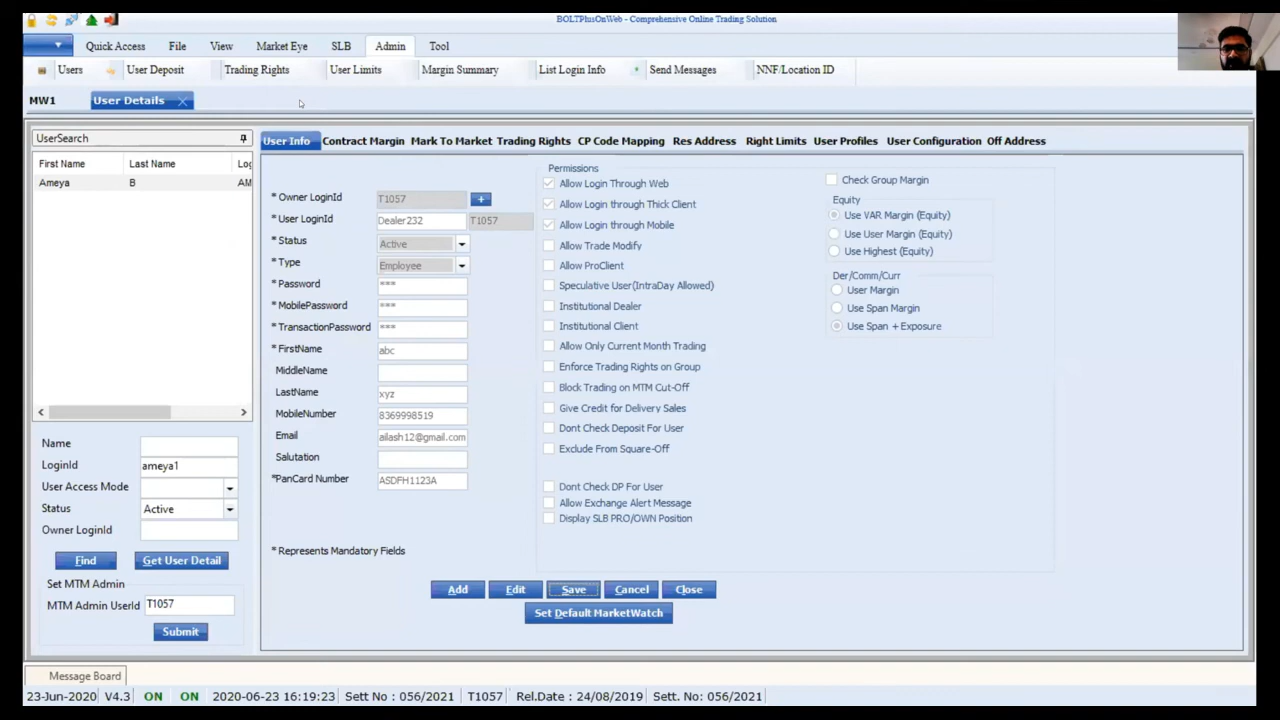 BOLTPlusOnWeb - Comprehensive Online Trading Solution
Quick Access File View Market Eye SLB Admin Tool
Users User Deposit Trading Rights User Limits Margin Summary List Login Info Send Messages NNF/Location ID
MW1 User Details
UserSearch
First Name Last Name Log
Ameya B AM
Name
LoginId ameya1
User Access Mode
Status Active
Owner LoginId
Find Get User Detail
Set MTM Admin
MTM Admin UserId T1057
Submit
User Info Contract Margin Mark To Market Trading Rights CP Code Mapping Res Address Right Limits User Profiles User Configuration Off Address
* Owner LoginId T1057 +
* User LoginId Dealer232 T1057
* Status Active
* Type Employee
* Password ***
* MobilePassword ***
* TransactionPassword ***
* FirstName abc
MiddleName
LastName xyz
MobileNumber 8369998519
Email ailash12@gmail.com
Salutation
*PanCard Number ASDFH1123A
* Represents Mandatory Fields
Permissions
Allow Login Through Web
Allow Login through Thick Client
Allow Login through Mobile
Allow Trade Modify
Allow ProClient
Speculative User(IntraDay Allowed)
Institutional Dealer
Institutional Client
Allow Only Current Month Trading
Enforce Trading Rights on Group
Block Trading on MTM Cut-Off
Give Credit for Delivery Sales
Dont Check Deposit For User
Exclude From Square-Off
Dont Check DP For User
Allow Exchange Alert Message
Display SLB PRO/OWN Position
Check Group Margin
Equity
Use VAR Margin (Equity)
Use User Margin (Equity)
Use Highest (Equity)
Der/Comm/Curr
User Margin
Use Span Margin
Use Span + Exposure
Add Edit Save Cancel Close
Set Default MarketWatch
Message Board
23-Jun-2020 V4.3 ON ON 2020-06-23 16:19:23 Sett No : 056/2021 T1057 Rel.Date : 24/08/2019 Sett. No: 056/2021